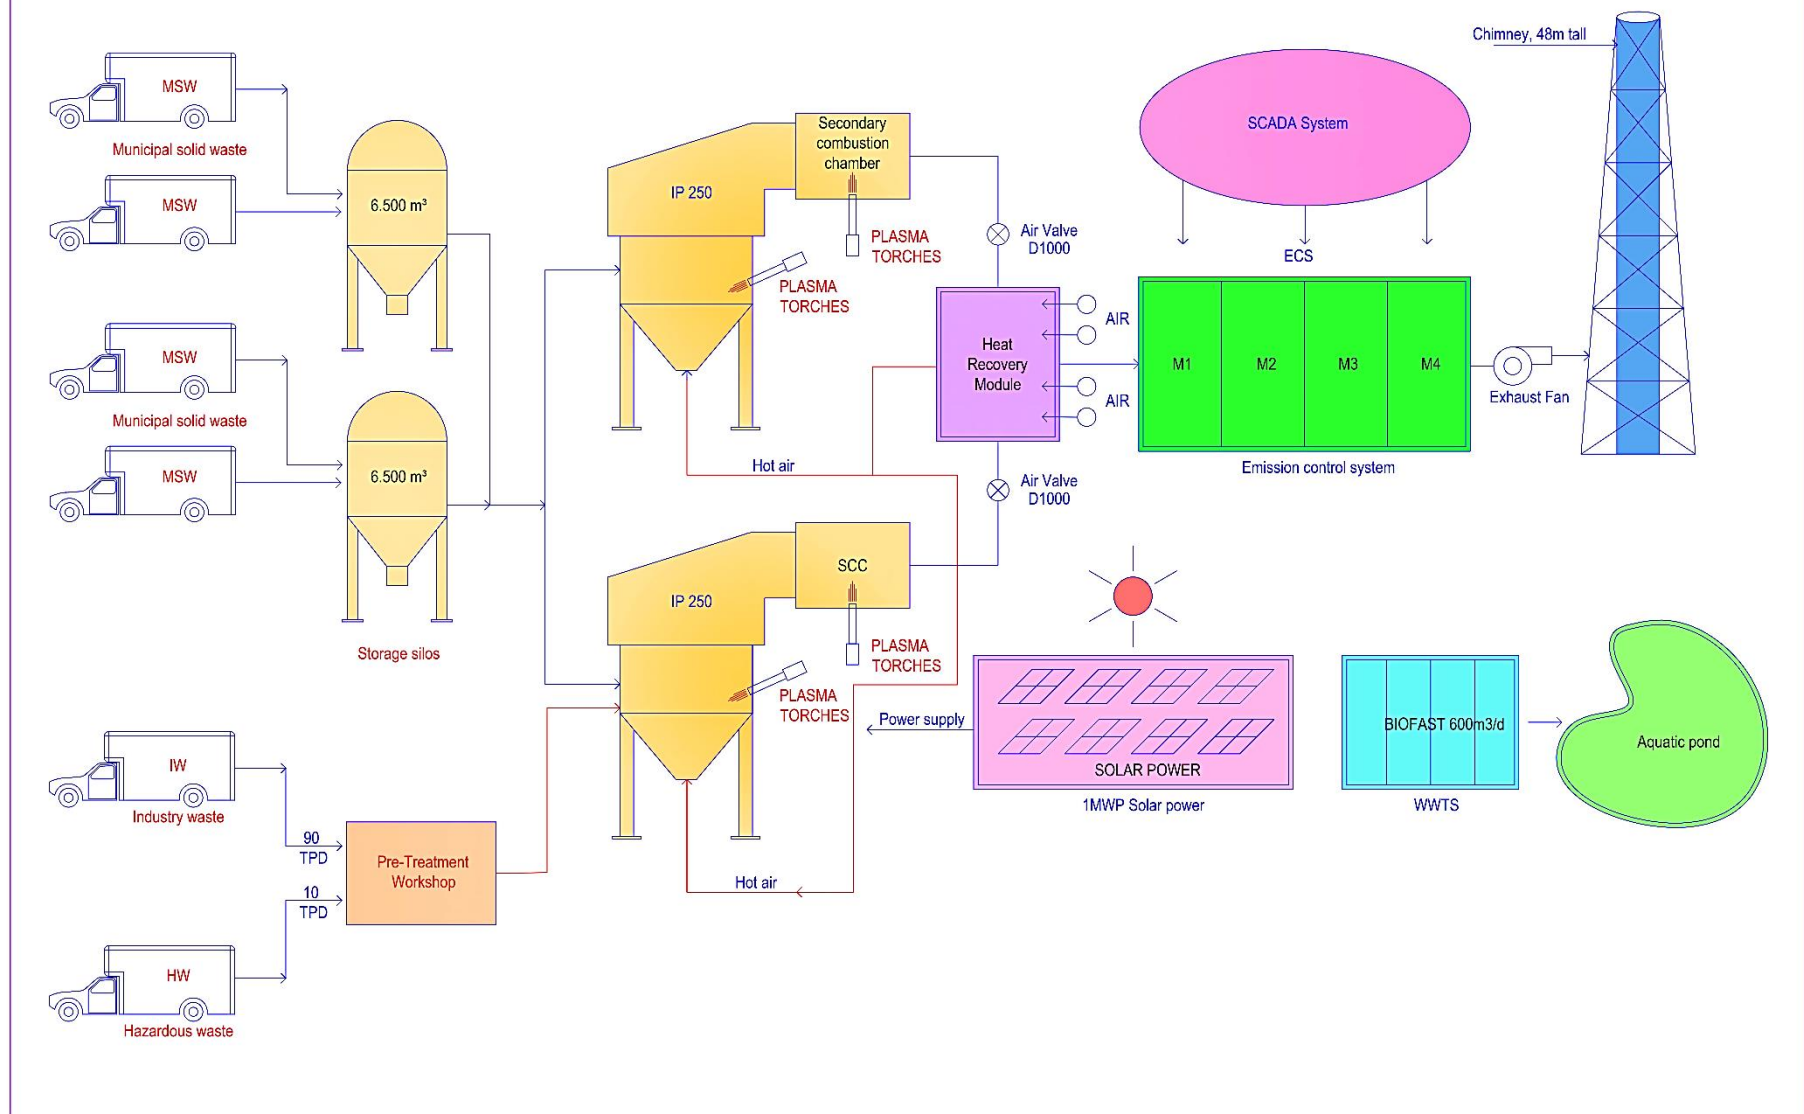 Chimney, 48m tall
MSW
Municipal solid waste
MSW
6.500 m³
MSW
Municipal solid waste
MSW
6.500 m³
Storage silos
IW
Industry waste
90
TPD
10
TPD
HW
Hazardous waste
Pre-Treatment
Workshop
IP 250
Secondary
combustion
chamber
PLASMA
TORCHES
PLASMA
TORCHES
Hot air
IP 250
SCC
PLASMA
TORCHES
PLASMA
TORCHES
Hot air
Air Valve
D1000
Heat
Recovery
Module
AIR
AIR
Air Valve
D1000
SCADA System
ECS
M1
M2
M3
M4
Emission control system
Exhaust Fan
Power supply
SOLAR POWER
1MWP Solar power
BIOFAST 600m3/d
WWTS
Aquatic pond